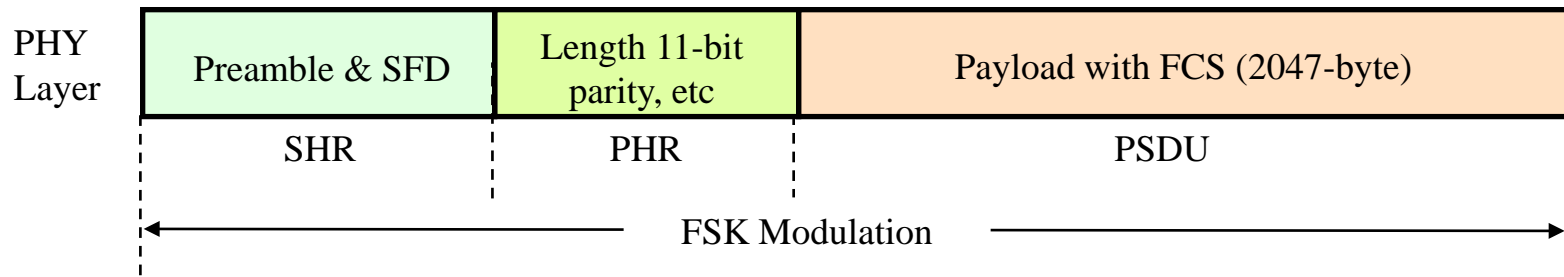 PHY
Layer
Preamble & SFD
Length 11-bit
parity, etc
Payload with FCS (2047-byte)
SHR
PHR
PSDU
FSK Modulation